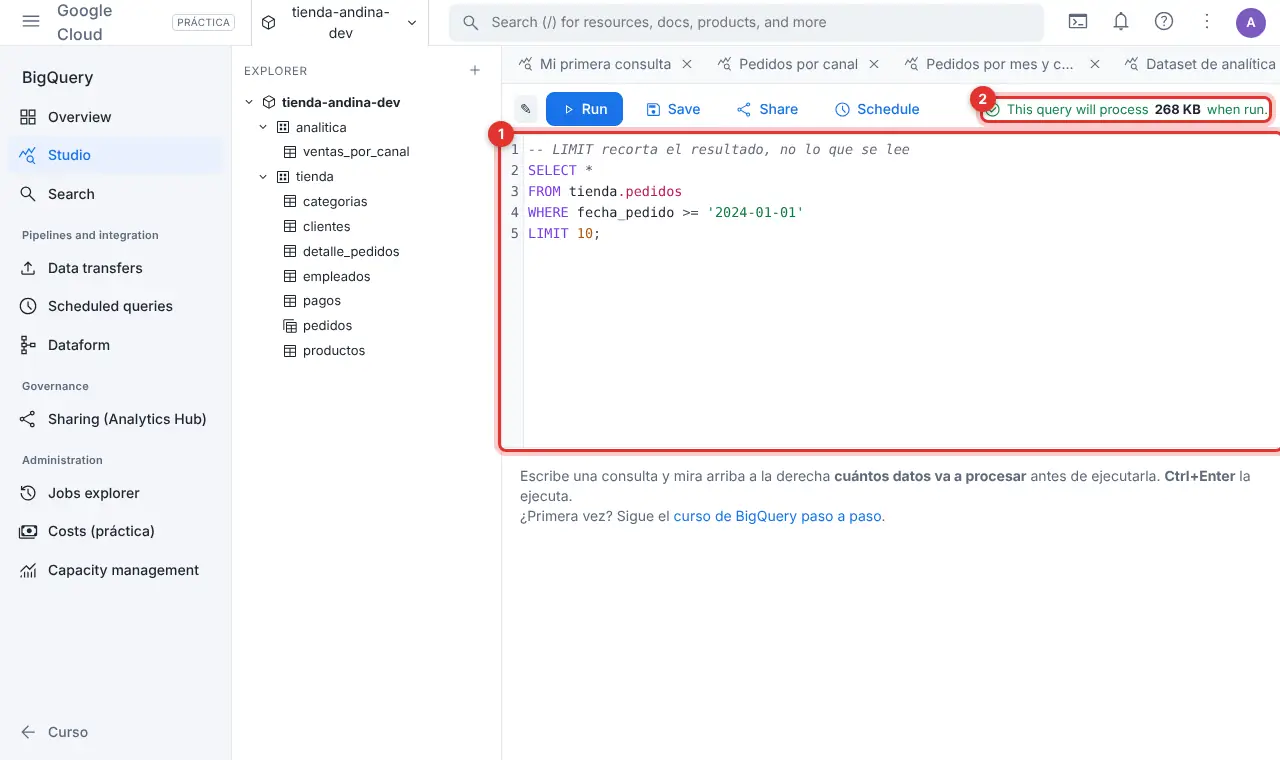 Google Cloud
PRÁCTICA
tienda-andina-dev
Search (/) for resources, docs, products, and more
A
BigQuery
Overview
Studio
Search
Pipelines and integration
Data transfers
Scheduled queries
Dataform
Governance
Sharing (Analytics Hub)
Administration
Jobs explorer
Costs (práctica)
Capacity management
Curso
EXPLORER
tienda-andina-dev
analitica
ventas_por_canal
tienda
categorias
clientes
detalle_pedidos
empleados
pagos
pedidos
productos
Mi primera consulta
Pedidos por canal
Pedidos por mes y c...
Dataset de analítica
Run
Save
Share
Schedule
2
This query will process 268 KB when run.
1
1 -- LIMIT recorta el resultado, no lo que se lee
2 SELECT *
3 FROM tienda.pedidos
4 WHERE fecha_pedido >= '2024-01-01'
5 LIMIT 10;
Escribe una consulta y mira arriba a la derecha cuántos datos va a procesar antes de ejecutarla. Ctrl+Enter la
ejecuta.
¿Primera vez? Sigue el curso de BigQuery paso a paso.